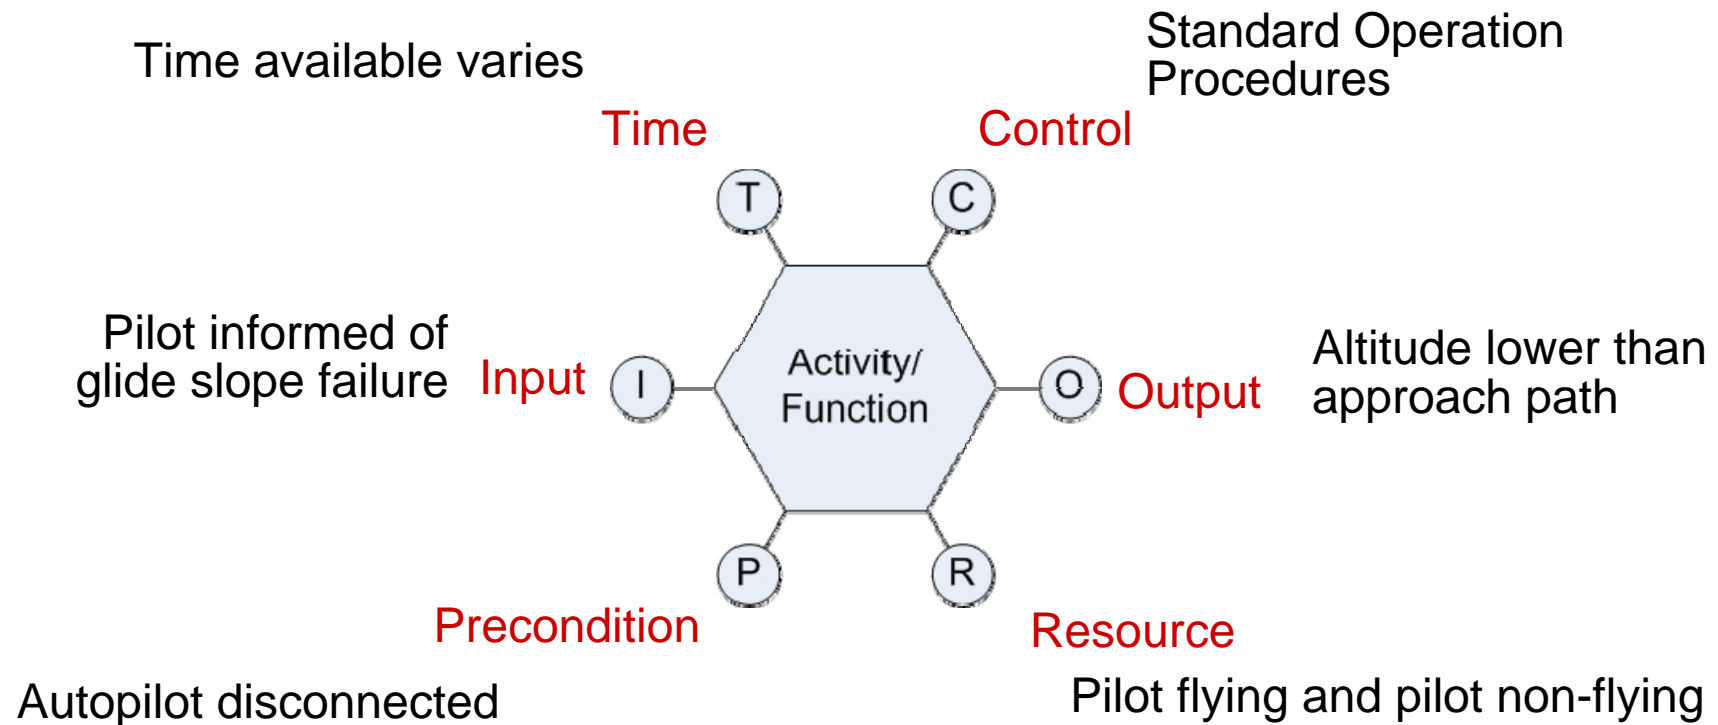 Time available varies
Standard Operation
Procedures
Time
Control
T
C
Pilot informed of
glide slope failure
Input
I
Activity/
Function
O
Output
Altitude lower than
approach path
P
R
Precondition
Resource
Autopilot disconnected
Pilot flying and pilot non-flying